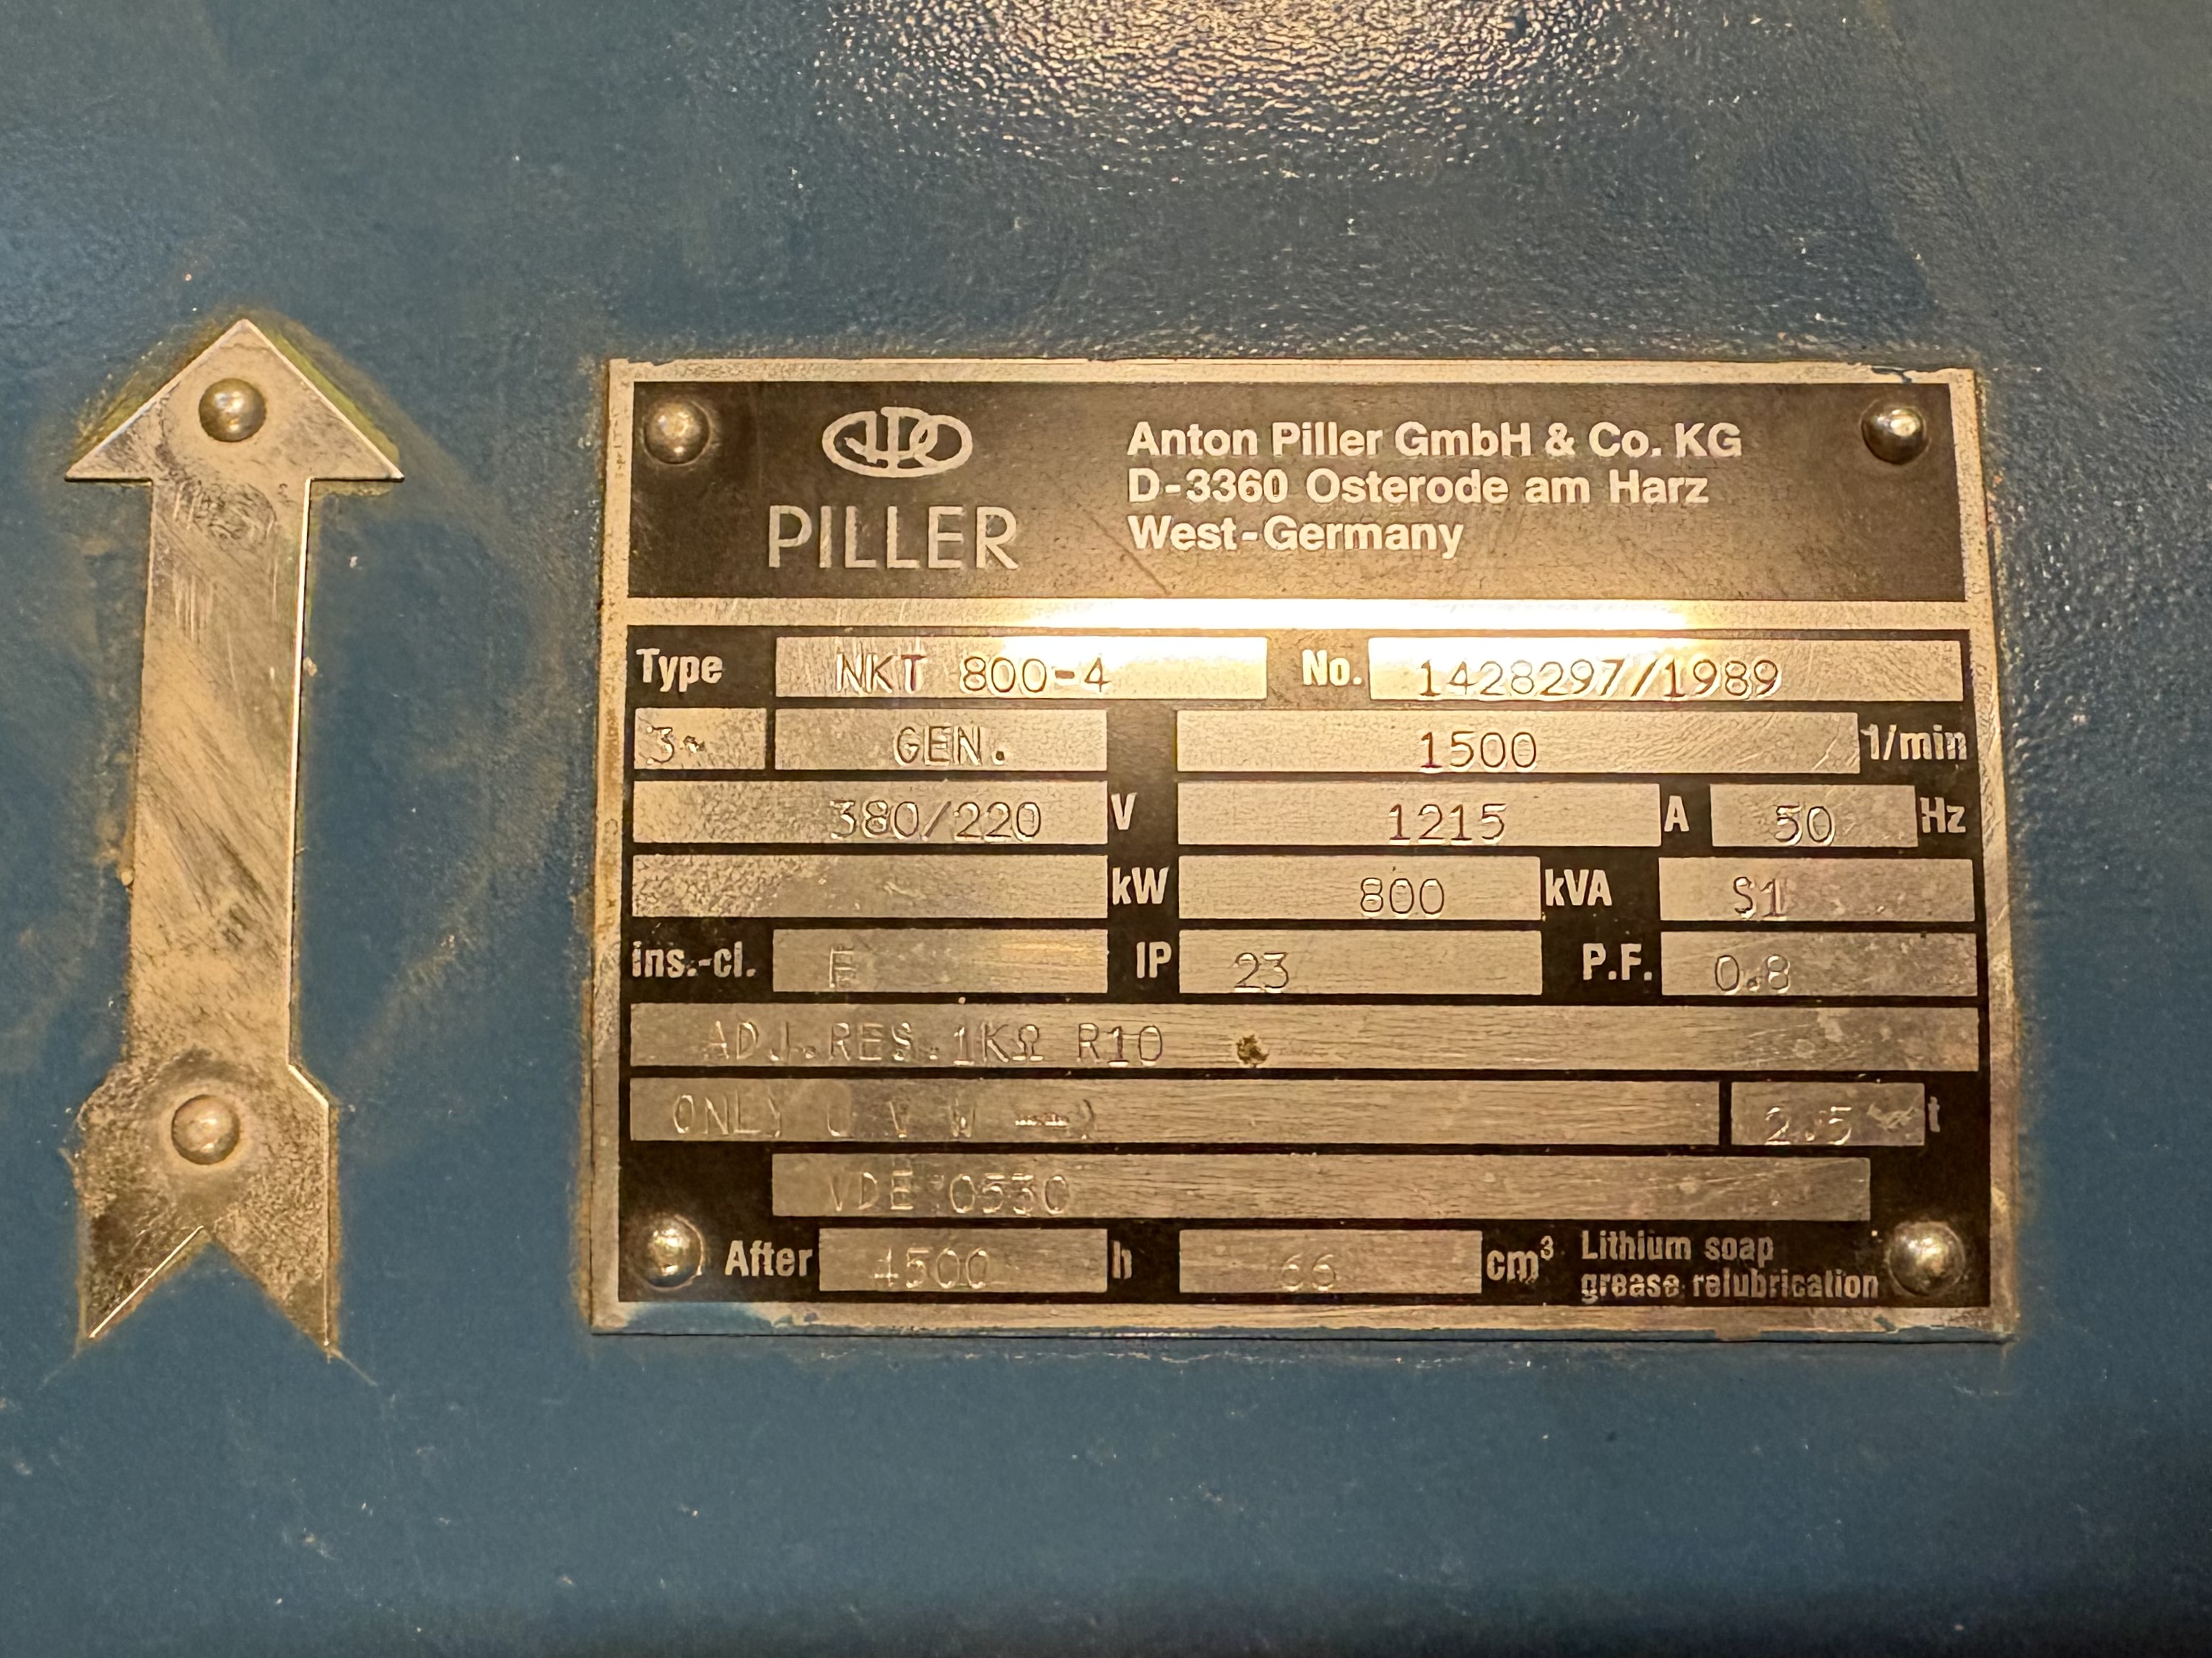 PILLER
Anton Piller GmbH & Co. KG
D-3360 Osterode am Harz
West-Germany
Type NKT 800-4 No. 1428297/1989
3~ GEN. 1500 1/min
380/220 V 1215 A 50 Hz
kW 800 kVA S1
ins.-cl. F IP 23 P.F. 0.8
ADJ.RES.1KΩ R10
ONLY U V W
2.5 t
VDE 0530
After 4500 h 66 cm³ Lithium soap
grease relubrication